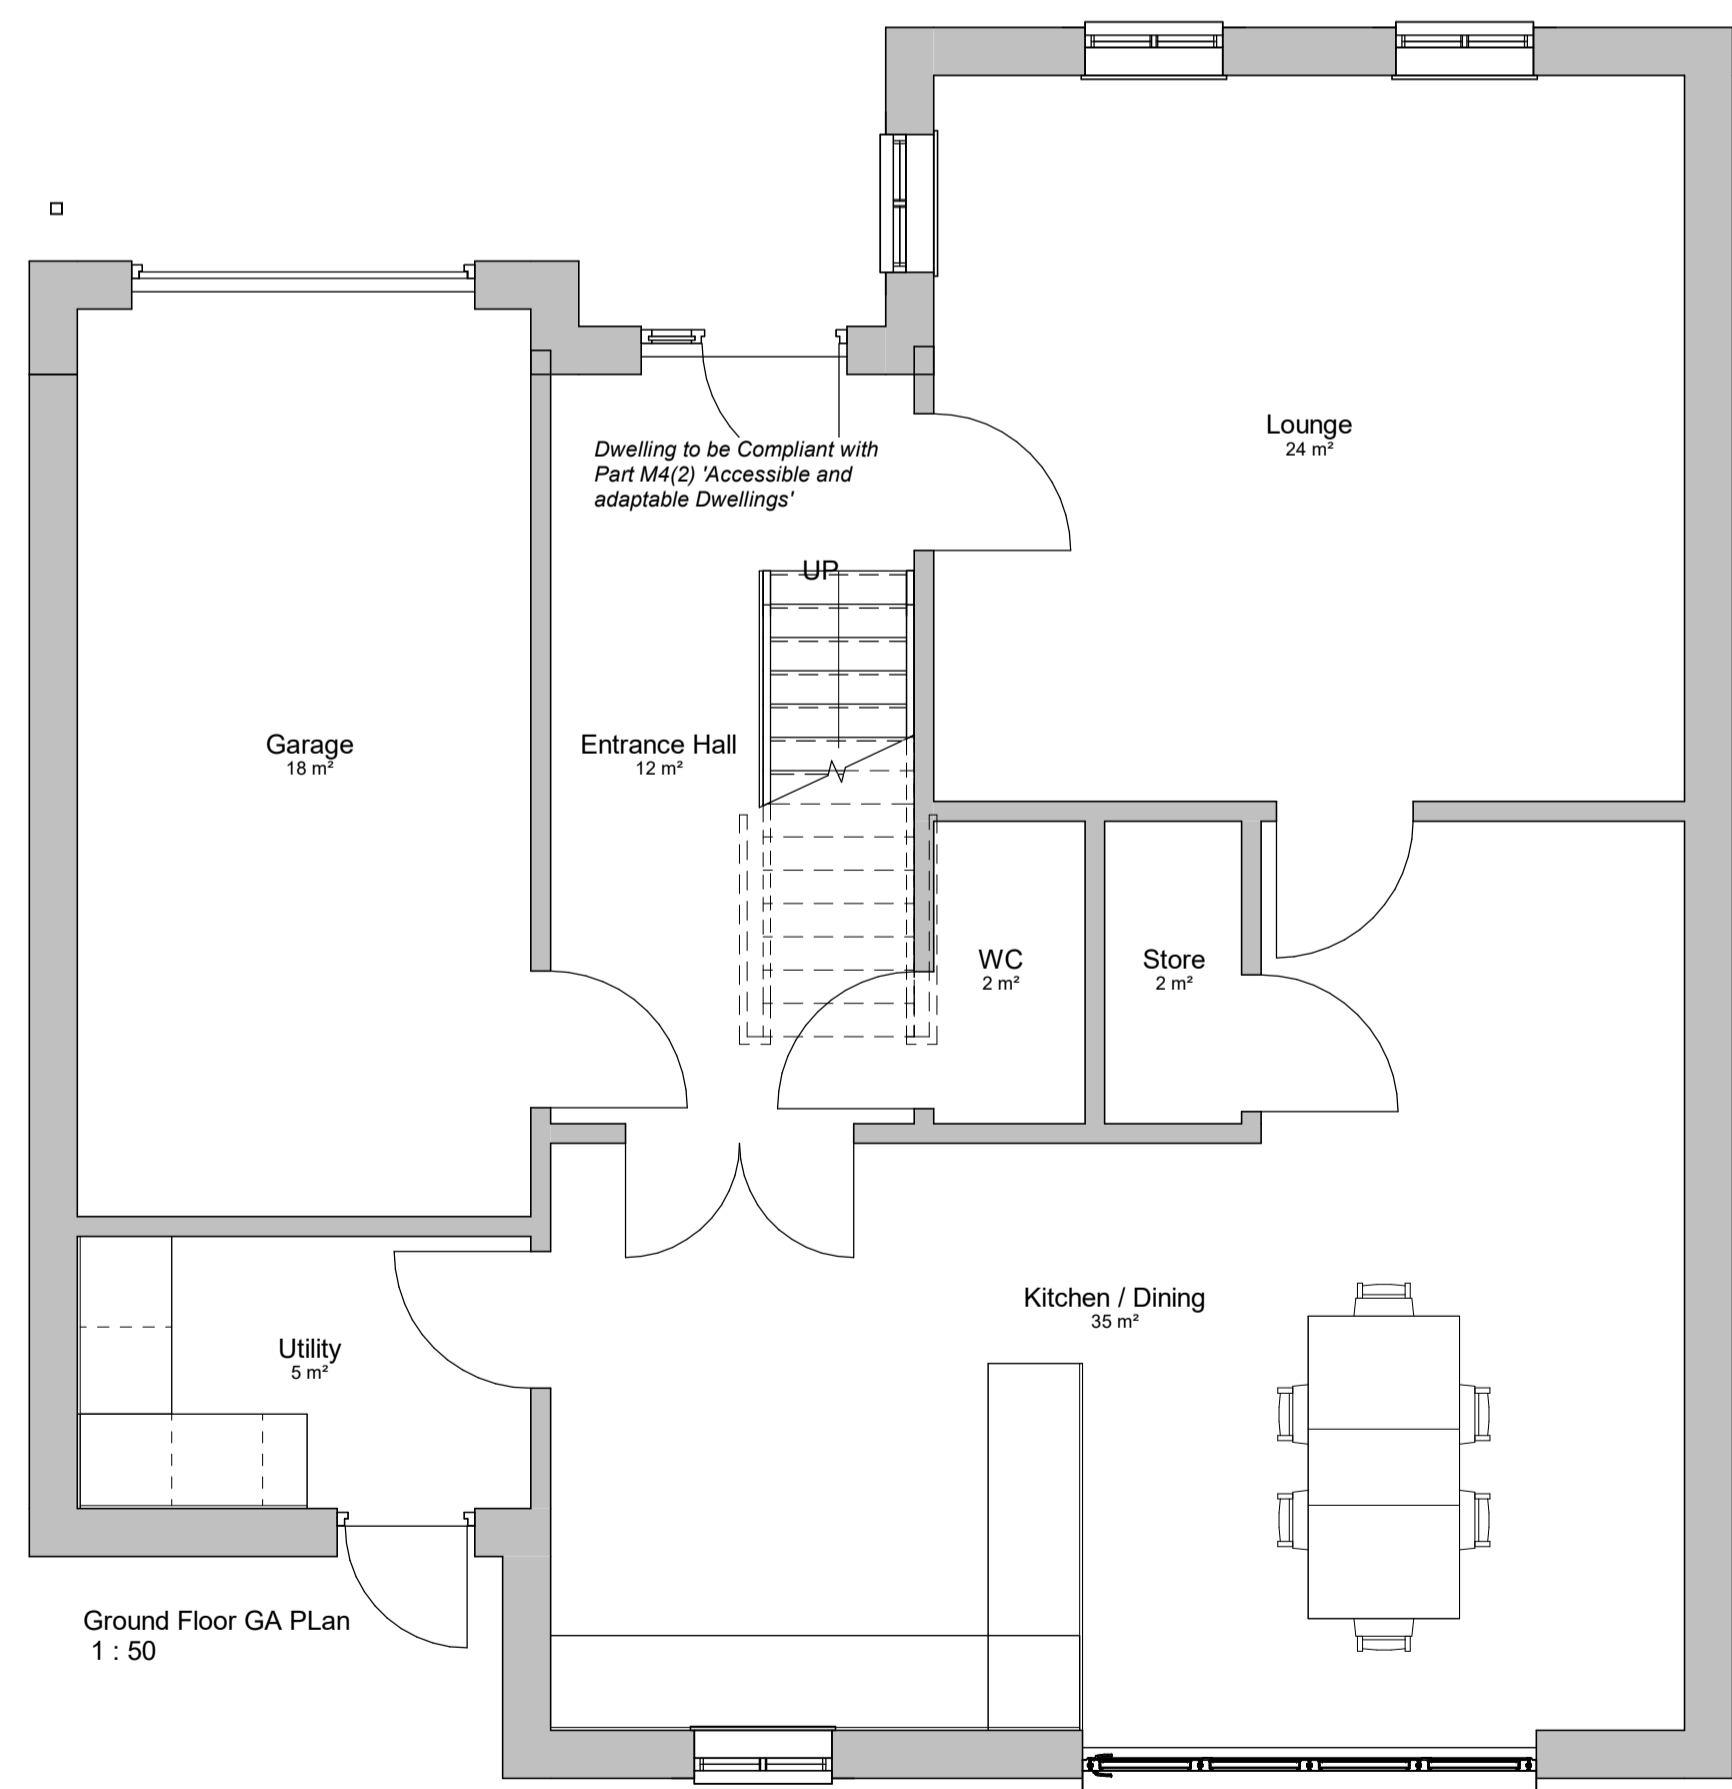 Lounge
24 m²
Dwelling to be Compliant with
Part M4(2) 'Accessible and
adaptable Dwellings'
UP
Garage
18 m²
Entrance Hall
12 m²
WC
2 m²
Store
2 m²
Kitchen / Dining
35 m²
Utility
5 m²
Ground Floor GA PLan
1 : 50